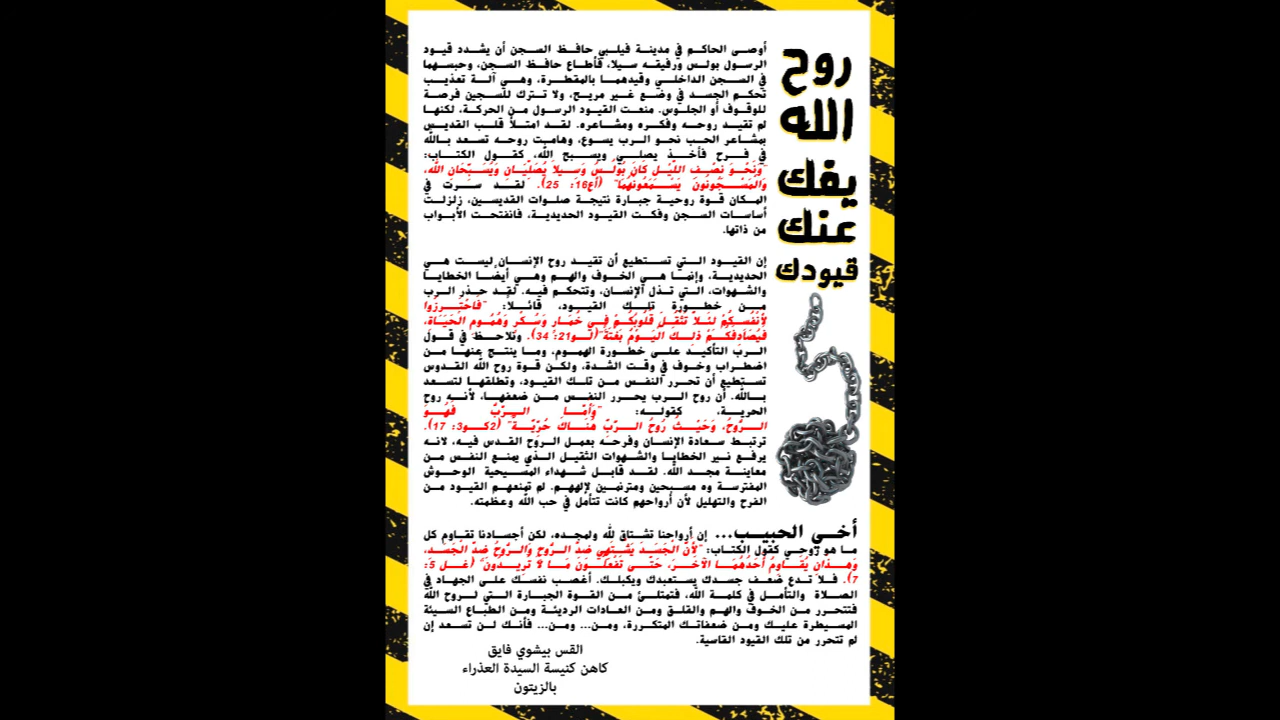 روح
الله
يفك
عنك
قيودك
أوصى الحاكم في مدينة فيلبي حافظ السجن أن يشدد قيود
الرسول بولس ورفيقه سيلا، فأطاع حافظ السجن، وحبسهما
في السجن الداخلي وقيدهما بالمقطرة، وهي آلة تعذيب
تحكم الجسد في وضع غير مريح، ولا تترك للسجين فرصة
للوقوف أو الجلوس. منعت القيود الرسول من الحركة، لكنها
لم تقيد روحه وفكره ومشاعره. لقد امتلأ قلب القديس
بمشاعر الحب نحو الرب يسوع، وهامت روحه تسعد بالله
في فرح فأخذ يصلي ويسبح الله، كقول الكتاب:
"وَنَحْوَ نِصْفِ اللَّيْلِ كَانَ بُولُسُ وَسِيلاَ يُصَلِّيَانِ وَيُسَبِّحَانِ اللهَ،
وَالْمَسْجُونُونَ يَسْمَعُونَهُمَا" (أع16: 25). لقد سرت في
المكان قوة روحية جبارة نتيجة صلوات القديسين، زلزلت
أساسات السجن وفكت القيود الحديدية، فانفتحت الأبواب
من ذاتها.
إن القيود التي تستطيع أن تقيد روح الإنسان ليست هي
الحديدية، وإنما هي الخوف والهم وهي أيضًا الخطايا
والشهوات، التي تذل الإنسان، وتتحكم فيه. لقد حذر الرب
من خطورة تلك القيود، قائلاً: "فَاحْتَرِزُوا
لأَنْفُسِكُمْ لِئَلاَّ تَثْقُلَ قُلُوبُكُمْ فِي خُمَارٍ وَسُكْرٍ وَهُمُومِ الْحَيَاةِ،
فَيُصَادِفَكُمْ ذلِكَ الْيَوْمُ بَغْتَةً" (لو21: 34). ونلاحظ في قول
الرب التأكيد على خطورة الهموم، وما ينتج عنها من
اضطراب وخوف في وقت الشدة، ولكن قوة روح الله القدوس
تستطيع أن تحرر النفس من تلك القيود، وتطلقها لتسعد
بالله. أن روح الرب يحرر النفس من ضعفها، لأنه روح
الحرية، كقوله: "وَأَمَّا الرَّبُّ فَهُوَ
الرُّوحُ، وَحَيْثُ رُوحُ الرَّبِّ هُنَاكَ حُرِّيَّةٌ" (2كو3: 17).
ترتبط سعادة الإنسان وفرحه بعمل الروح القدس فيه، لانه
يرفع نير الخطايا والشهوات الثقيل الذي يمنع النفس من
معاينة مجد الله. لقد قابل شهداء المسيحية الوحوش
المفترسة وه مسبحين ومترنمين لإلههم. لم تمنعهم القيود من
الفرح والتهليل لأن أرواحهم كانت تتأمل في حب الله وعظمته.
أخي الحبيب... إن أرواحنا تشتاق لله ولمجده، لكن أجسادنا تقاوم كل
ما هو روحي كقول الكتاب: "لأَنَّ الْجَسَدَ يَشْتَهِي ضِدَّ الرُّوحِ وَالرُّوحُ ضِدَّ الْجَسَدِ،
وَهذَانِ يُقَاوِمُ أَحَدُهُمَا الآخَرَ، حَتَّى تَفْعَلُونَ مَا لاَ تُرِيدُونَ" (غل 5:
7). فلا تدع ضعف جسدك يستعبدك ويكبلك. أغصب نفسك على الجهاد في
الصلاة والتأمل في كلمة الله، فتمتلئ من القوة الجبارة التي لروح الله
فتتحرر من الخوف والهم والقلق ومن العادات الرديئة ومن الطباع السيئة
المسيطرة عليك ومن ضعفاتك المتكررة، ومن... ومن... فأنك لن تسعد إن
لم تتحرر من تلك القيود القاسية.
القس بيشوي فايق
كاهن كنيسة السيدة العذراء
بالزيتون